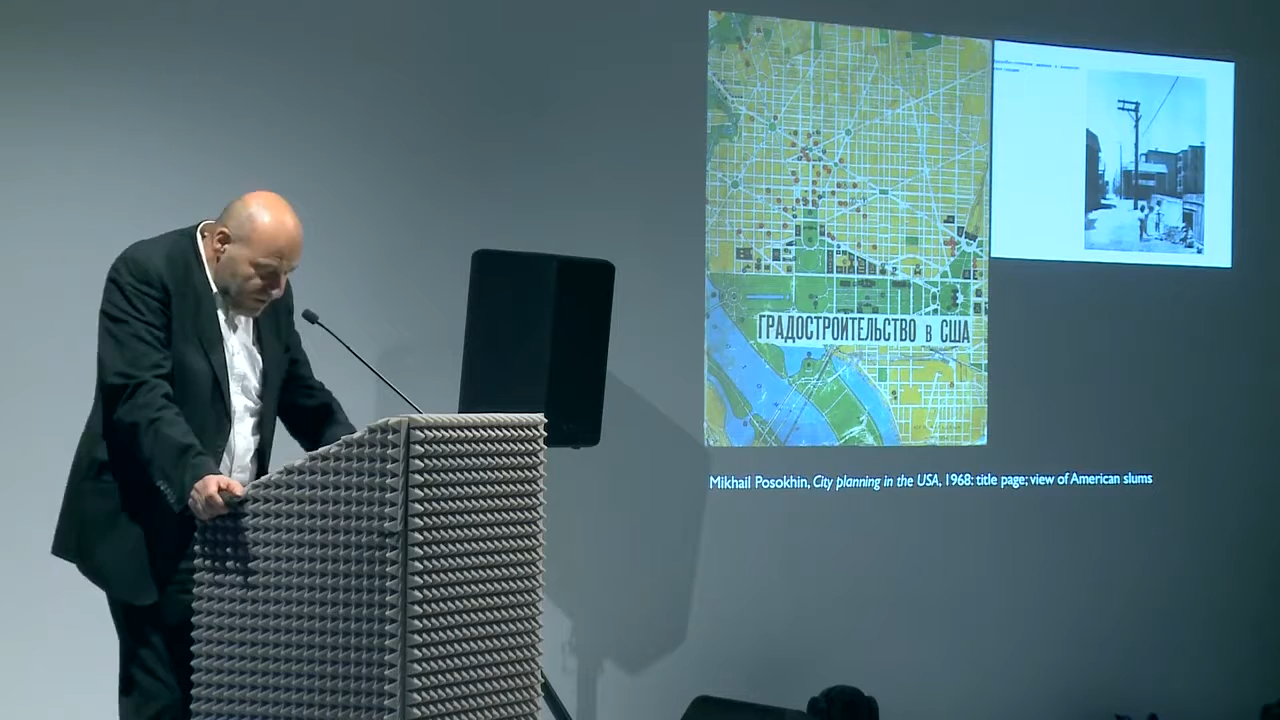 ГРАДОСТРОИТЕЛЬСТВО в США
Mikhail Posokhin, City planning in the USA, 1968: title page; view of American slums